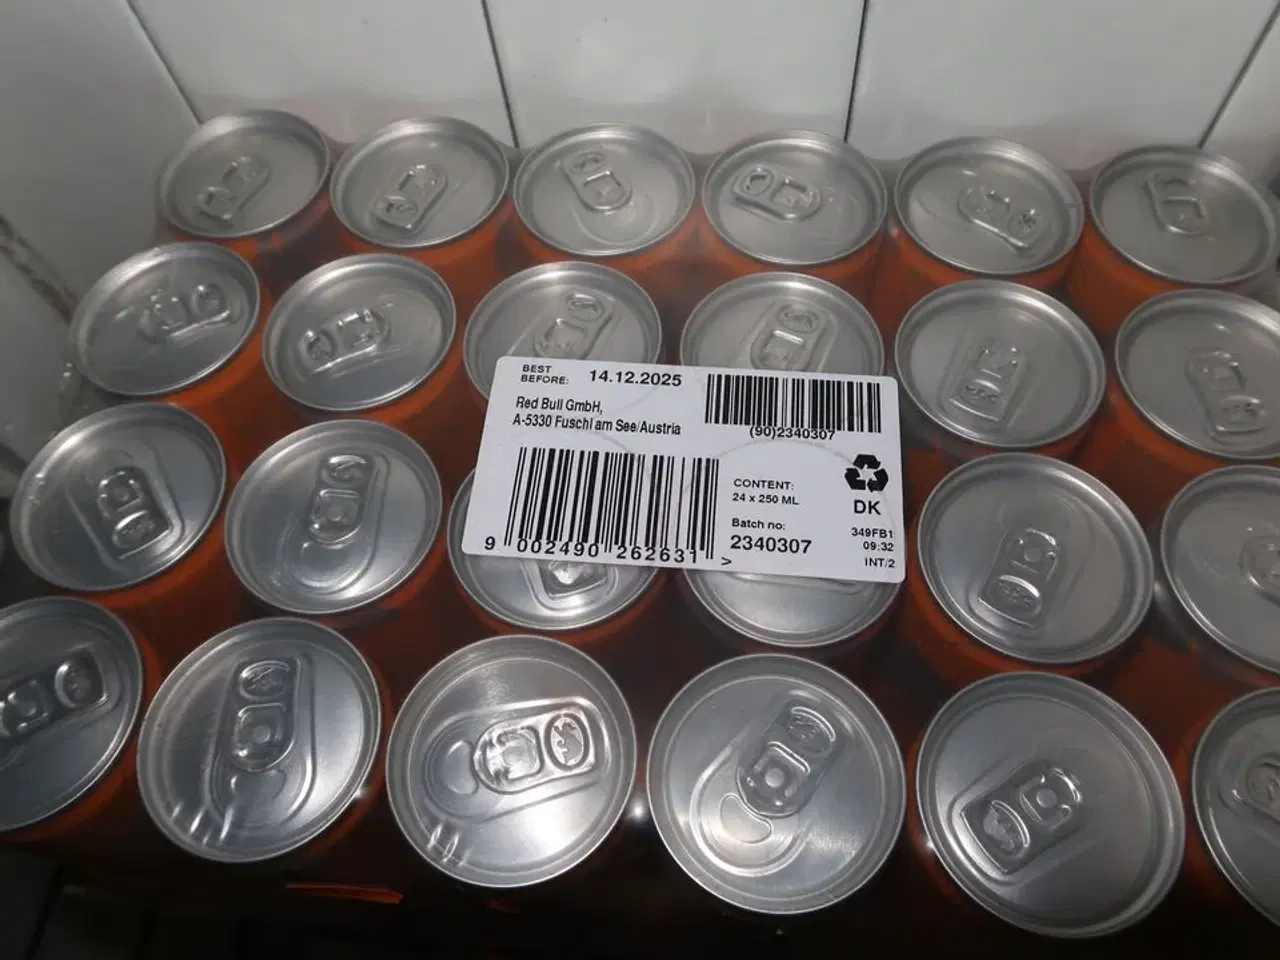 BEST
BEFORE: 14.12.2025
Red Bull GmbH,
A-5330 Fuschl am See/Austria
(90)2340307
CONTENT:
24 x 250 ML
DK
Batch no:
2340307
349FB1
09:32
INT/2
9 002490 262631 >